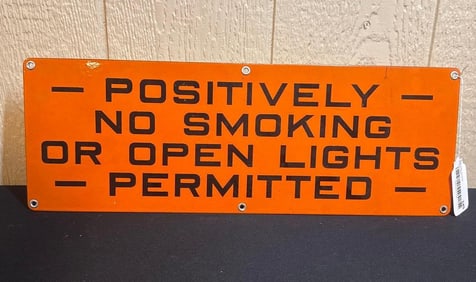 — POSITIVELY —
NO SMOKING
OR OPEN LIGHTS
— PERMITTED —